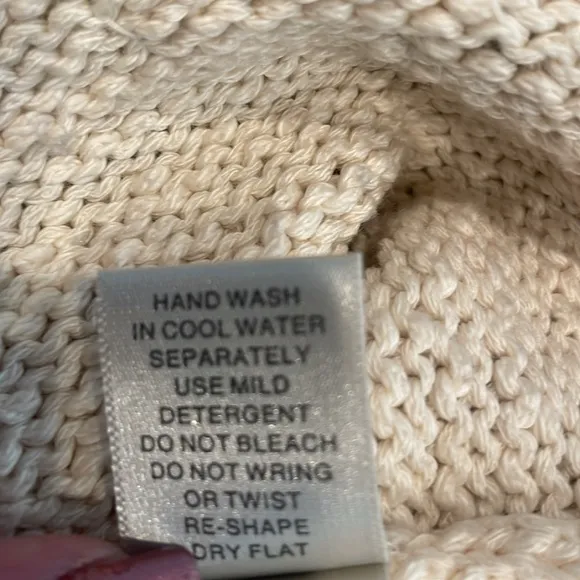 HAND WASH
IN COOL WATER
SEPARATELY
USE MILD
DETERGENT
DO NOT BLEACH
DO NOT WRING
OR TWIST
RE-SHAPE
DRY FLAT